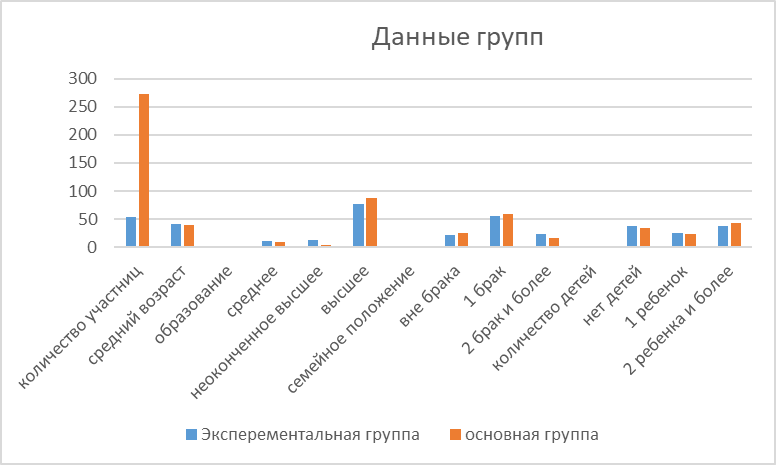 Данные групп
300
250
200
150
100
50
0
количество участниц
средний возраст
образование
среднее
неоконченное высшее
высшее
семейное положение
вне брака
1 брак
2 брак и более
количество детей
нет детей
1 ребенок
2 ребенка и более
Эксперементальная группа
основная группа